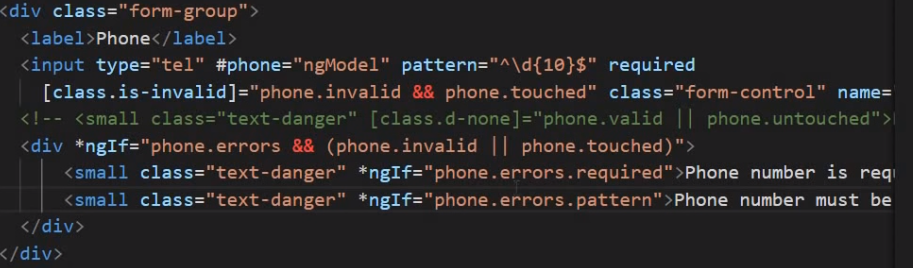 <div class="form-group">
<label>Phone</label>
<input type="tel" #phone="ngModel" pattern="^\d{10}$" required
[class.is-invalid]="phone.invalid && phone.touched" class="form-control" name=
<!-- <small class="text-danger" [class.d-none]="phone.valid || phone.untouched">
<div *ngIf="phone.errors && (phone.invalid || phone.touched)">
<small class="text-danger" *ngIf="phone.errors.required">Phone number is req
<small class="text-danger" *ngIf="phone.errors.pattern">Phone number must be
</div>
</div>